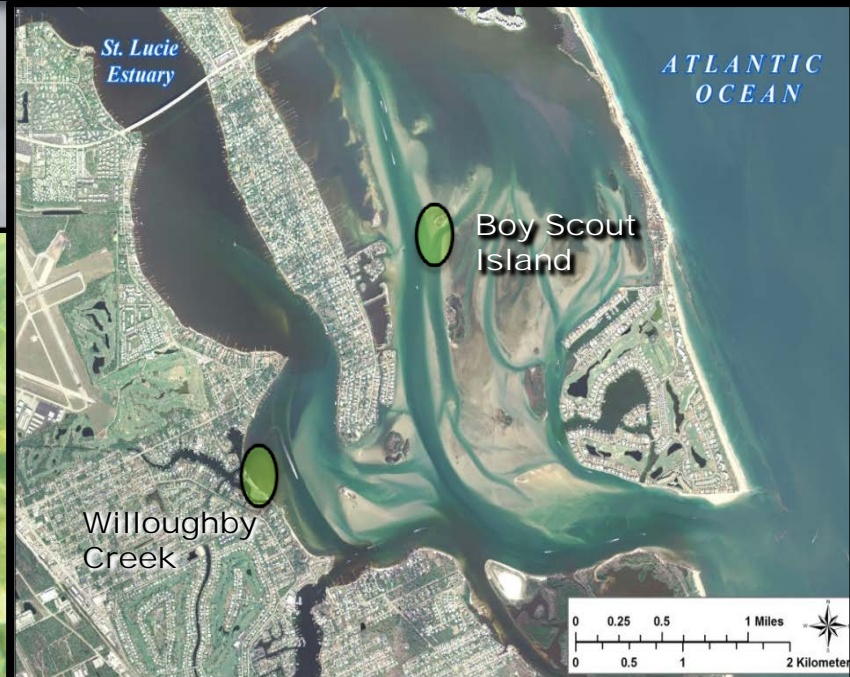 St. Lucie
Estuary
ATLANTIC
OCEAN
Boy Scout
Island
Willoughby
Creek
0 0.25 0.5 1 Miles
0 0.5 1 2 Kilometer
N
W